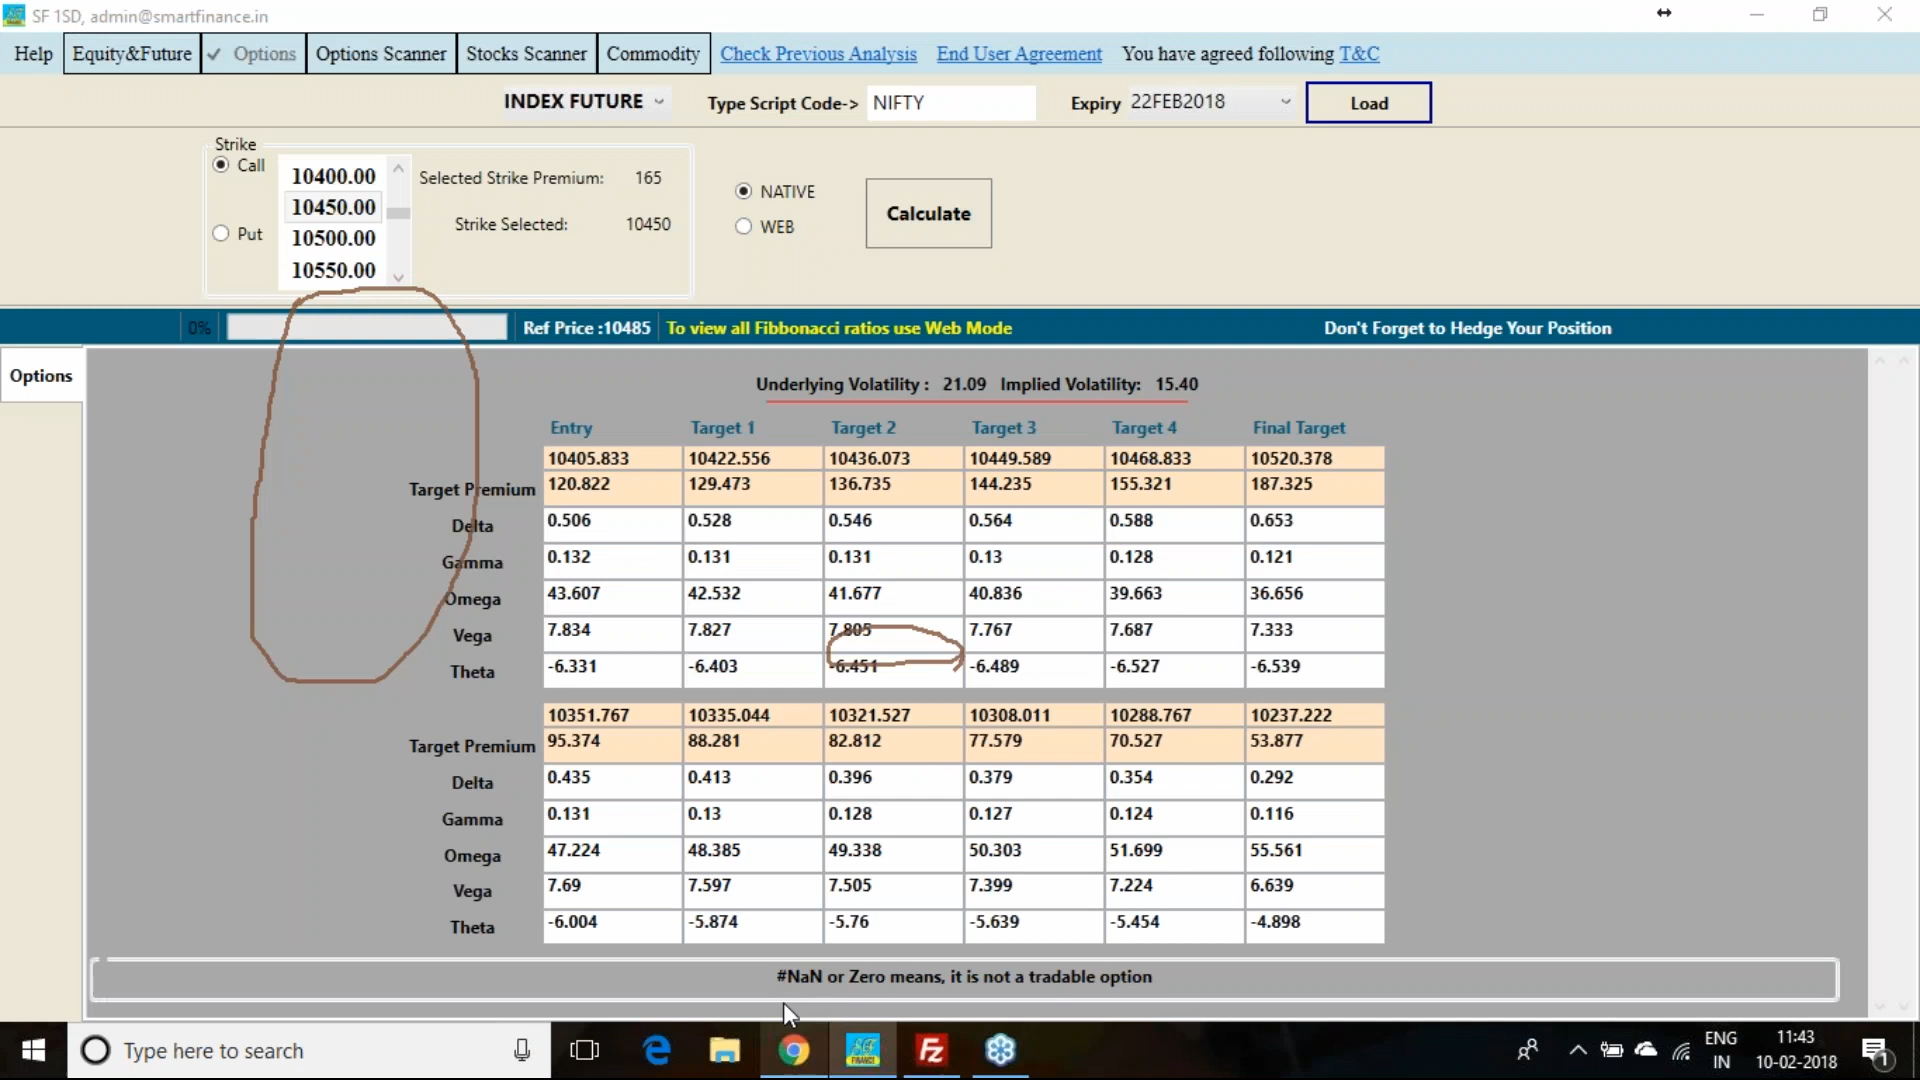 SF 1SD, admin@smartfinance.in
Help Equity&Future ✓ Options Options Scanner Stocks Scanner Commodity Check Previous Analysis End User Agreement You have agreed following T&C
INDEX FUTURE Type Script Code-> NIFTY Expiry 22FEB2018 Load
Strike
Call 10400.00 Selected Strike Premium: 165 NATIVE
10450.00 Calculate
Strike Selected: 10450 WEB
Put 10500.00
10550.00
0% Ref Price :10485 To view all Fibbonacci ratios use Web Mode Don't Forget to Hedge Your Position
Options
Underlying Volatility : 21.09 Implied Volatility: 15.40
Entry Target 1 Target 2 Target 3 Target 4 Final Target
10405.833 10422.556 10436.073 10449.589 10468.833 10520.378
Target Premium 120.822 129.473 136.735 144.235 155.321 187.325
Delta 0.506 0.528 0.546 0.564 0.588 0.653
Gamma 0.132 0.131 0.131 0.13 0.128 0.121
Omega 43.607 42.532 41.677 40.836 39.663 36.656
Vega 7.834 7.827 7.805 7.767 7.687 7.333
Theta -6.331 -6.403 -6.451 -6.489 -6.527 -6.539
10351.767 10335.044 10321.527 10308.011 10288.767 10237.222
Target Premium 95.374 88.281 82.812 77.579 70.527 53.877
Delta 0.435 0.413 0.396 0.379 0.354 0.292
Gamma 0.131 0.13 0.128 0.127 0.124 0.116
Omega 47.224 48.385 49.338 50.303 51.699 55.561
Vega 7.69 7.597 7.505 7.399 7.224 6.639
Theta -6.004 -5.874 -5.76 -5.639 -5.454 -4.898
#NaN or Zero means, it is not a tradable option
Type here to search
ENG 11:43
IN 10-02-2018 1